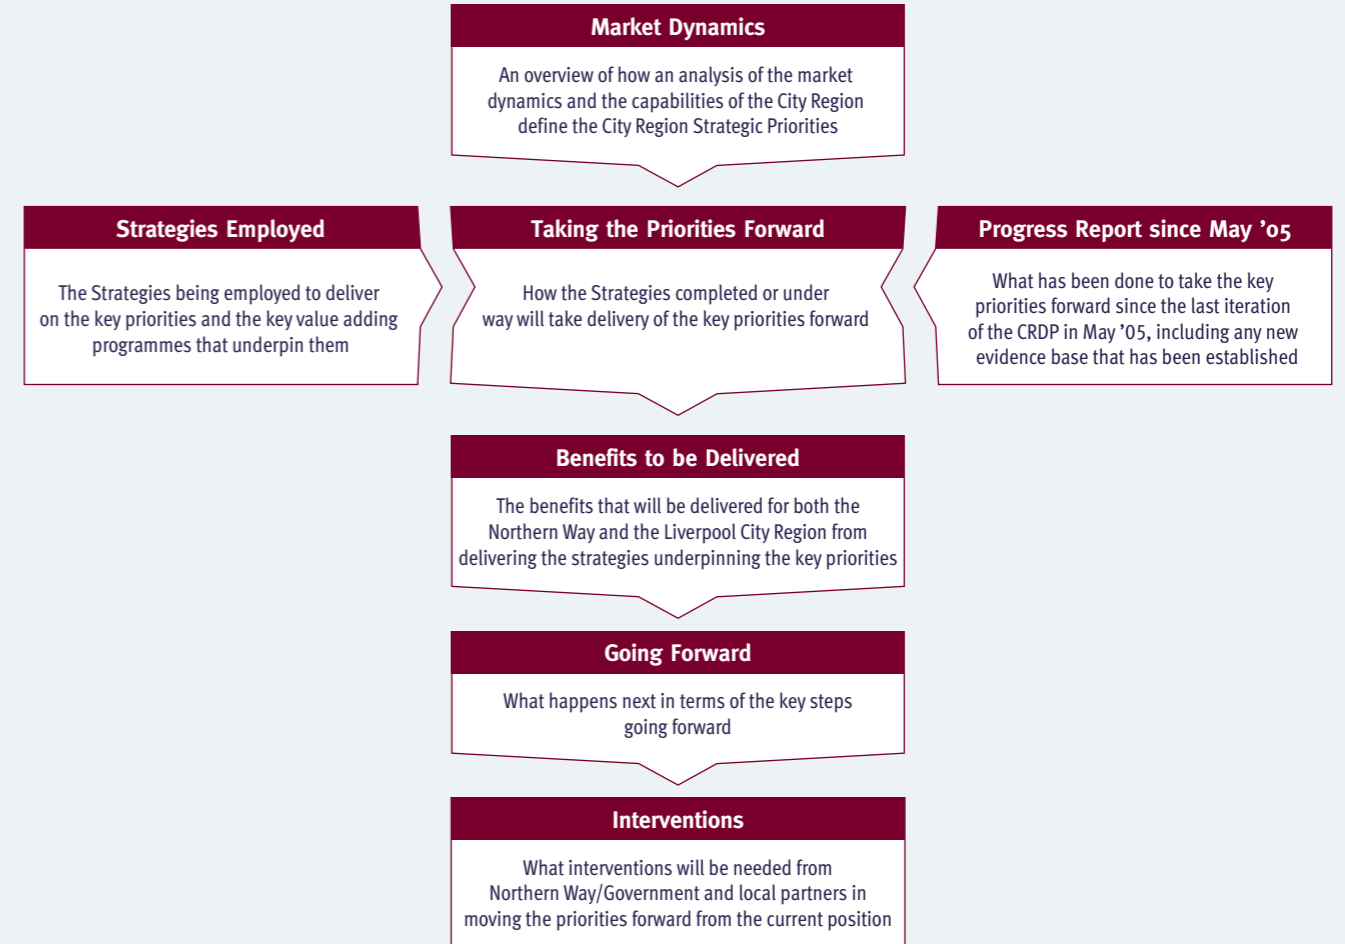 Market Dynamics
An overview of how an analysis of the market
dynamics and the capabilities of the City Region
define the City Region Strategic Priorities
Strategies Employed
The Strategies being employed to deliver
on the key priorities and the key value adding
programmes that underpin them
Taking the Priorities Forward
How the Strategies completed or under
way will take delivery of the key priorities forward
Progress Report since May ’05
What has been done to take the key
priorities forward since the last iteration
of the CRDP in May ’05, including any new
evidence base that has been established
Benefits to be Delivered
The benefits that will be delivered for both the
Northern Way and the Liverpool City Region from
delivering the strategies underpinning the key priorities
Going Forward
What happens next in terms of the key steps
going forward
Interventions
What interventions will be needed from
Northern Way/Government and local partners in
moving the priorities forward from the current position